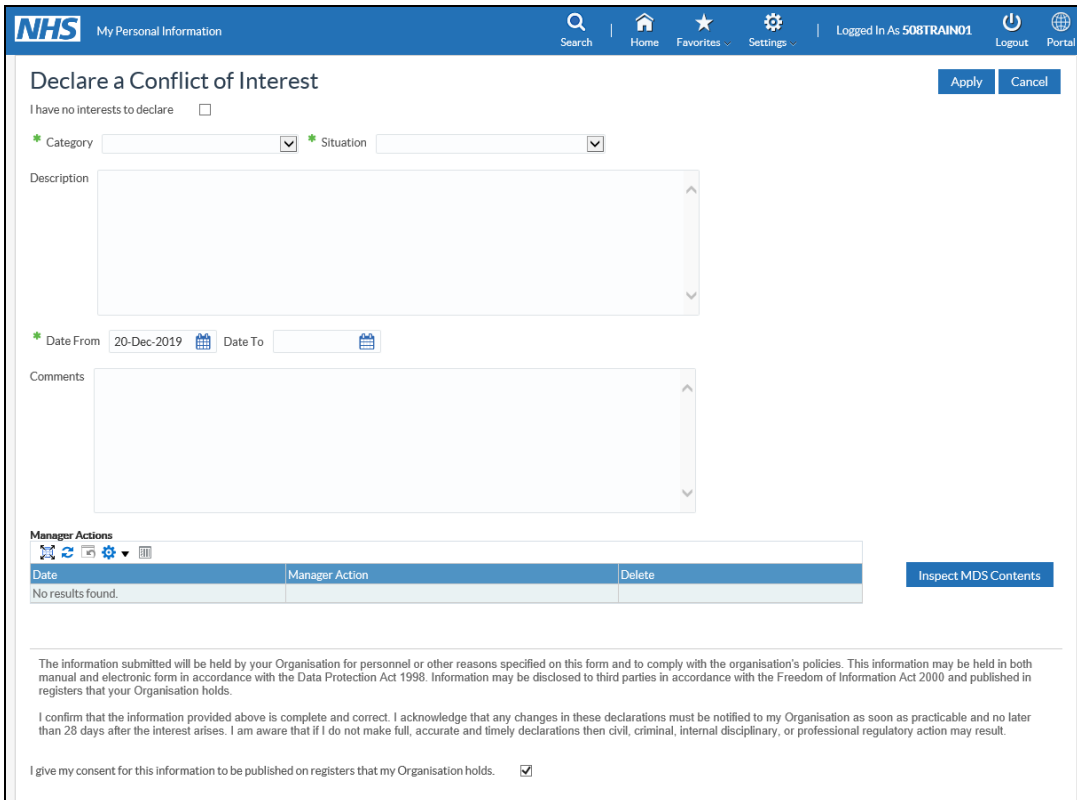 NHS My Personal Information
Search Home Favorites Settings Logged In As 508TRAIN01 Logout Portal
Declare a Conflict of Interest
Apply Cancel
I have no interests to declare
* Category * Situation
Description
* Date From 20-Dec-2019 Date To
Comments
Manager Actions
Date Manager Action Delete
No results found.
Inspect MDS Contents
The information submitted will be held by your Organisation for personnel or other reasons specified on this form and to comply with the organisation's policies. This information may be held in both
manual and electronic form in accordance with the Data Protection Act 1998. Information may be disclosed to third parties in accordance with the Freedom of Information Act 2000 and published in
registers that your Organisation holds.
I confirm that the information provided above is complete and correct. I acknowledge that any changes in these declarations must be notified to my Organisation as soon as practicable and no later
than 28 days after the interest arises. I am aware that if I do not make full, accurate and timely declarations then civil, criminal, internal disciplinary, or professional regulatory action may result.
I give my consent for this information to be published on registers that my Organisation holds.